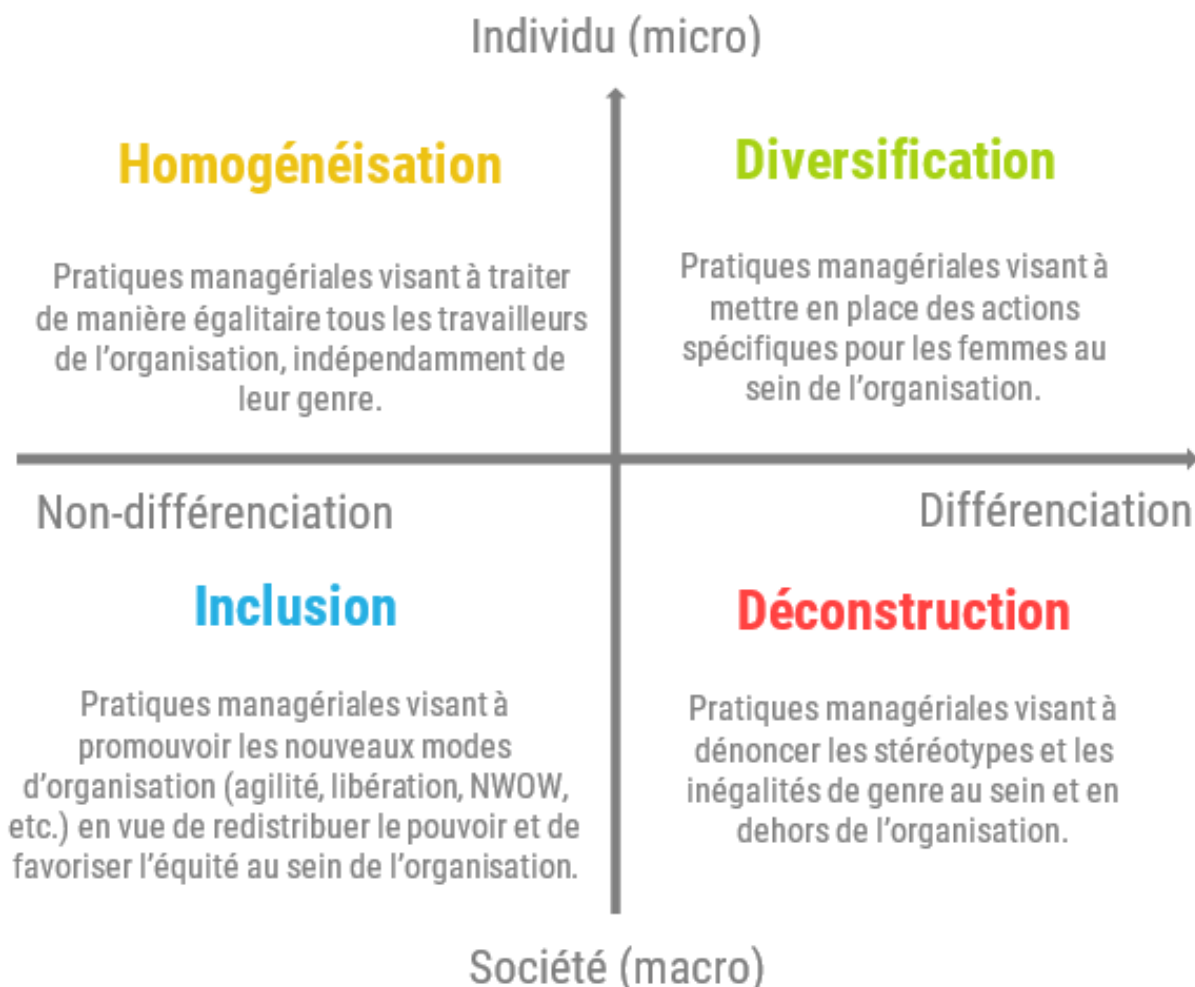 Individu (micro)
Homogénéisation
Pratiques managériales visant à traiter
de manière égalitaire tous les travailleurs
de l'organisation, indépendamment de
leur genre.
Diversification
Pratiques managériales visant à
mettre en place des actions
spécifiques pour les femmes au
sein de l'organisation.
Non-différenciation
Différenciation
Inclusion
Pratiques managériales visant à
promouvoir les nouveaux modes
d'organisation (agilité, libération, NWOW,
etc.) en vue de redistribuer le pouvoir et de
favoriser l'équité au sein de l'organisation.
Déconstruction
Pratiques managériales visant à
dénoncer les stéréotypes et les
inégalités de genre au sein et en
dehors de l'organisation.
Société (macro)